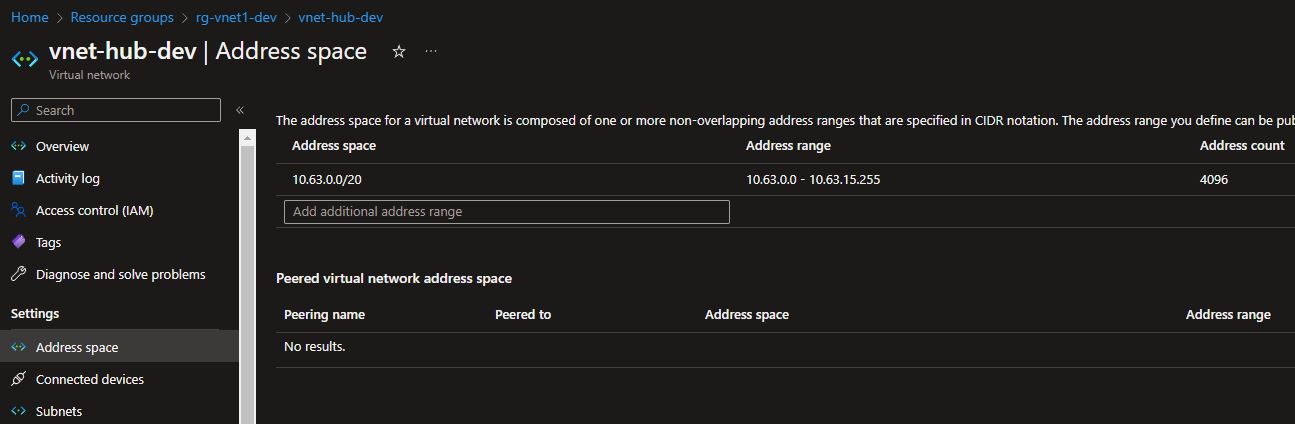 Home > Resource groups > rg-vnet1-dev > vnet-hub-dev
vnet-hub-dev | Address space
Virtual network
Search
Overview
Activity log
Access control (IAM)
Tags
Diagnose and solve problems
Settings
Address space
Connected devices
Subnets
The address space for a virtual network is composed of one or more non-overlapping address ranges that are specified in CIDR notation. The address range you define can be pub
Address space Address range Address count
10.63.0.0/20 10.63.0.0 - 10.63.15.255 4096
Add additional address range
Peered virtual network address space
Peering name Peered to Address space Address range
No results.